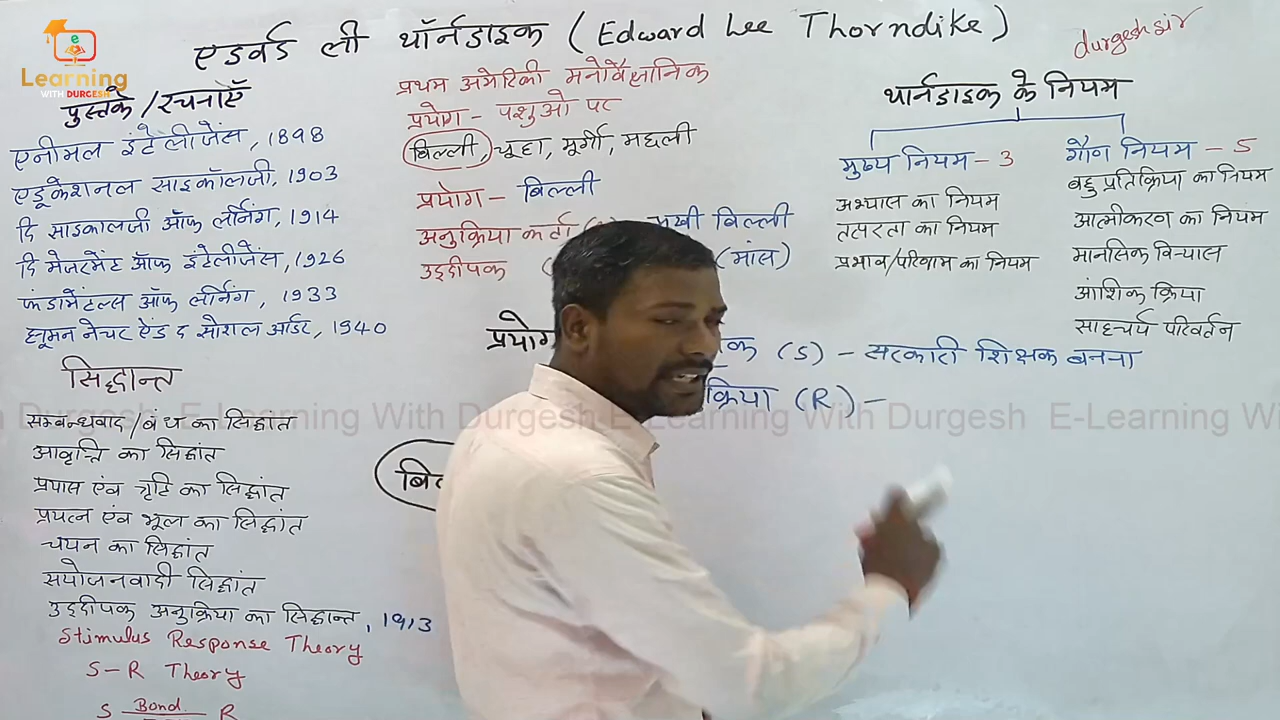 एडवर्ड ली थॉर्नडाइक (Edward Lee Thorndike)
durgesh sir
e
Learning
WITH DURGESH
पुस्तकें/रचनाएँ
एनीमल इंटेलीजेंस, 1898
एडूकेशनल साइकॉलजी, 1903
दि साइकालजी ऑफ लर्निंग, 1914
दि मेजरमेंट ऑफ इंटेलीजेंस, 1926
फंडामेंटल्स ऑफ लर्निंग, 1933
ह्यूमन नेचर ऐंड द सोशल आर्डर, 1940
सिद्धान्त
सम्बन्धवाद/बंध का सिद्धांत
आवृत्ति का सिद्धांत
प्रयास एंव त्रृटि का सिद्धांत
प्रयत्न एंव भूल का सिद्धांत
चयन का सिद्धांत
सयोजनवादी सिद्धांत
उद्दीपक अनुक्रिया का सिद्धान्त, 1913
Stimulus Response Theory
S-R Theory
S Bond R
प्रथम अमेरिकी मनोवैज्ञानिक
प्रयोग - पशुओ पर
बिल्ली, चूहा, मूर्गी, मछली
प्रयोग - बिल्ली
अनुक्रिया कर्ता बिल्ली
उद्दीपक (मांस)
थार्नडाइक के नियम
मुख्य नियम - 3
अभ्यास का नियम
तत्परता का नियम
प्रभाव/परिणाम का नियम
गौण नियम - 5
बहु प्रतिक्रिया का नियम
आत्मीकरण का नियम
मानसिक विन्यास
आंशिक क्रिया
साहचर्य परिवर्तन
प्रयोग
क (S) - सरकारी शिक्षक बनना
क्रिया (R) -
E-Learning With Durgesh E-Learning With Durgesh